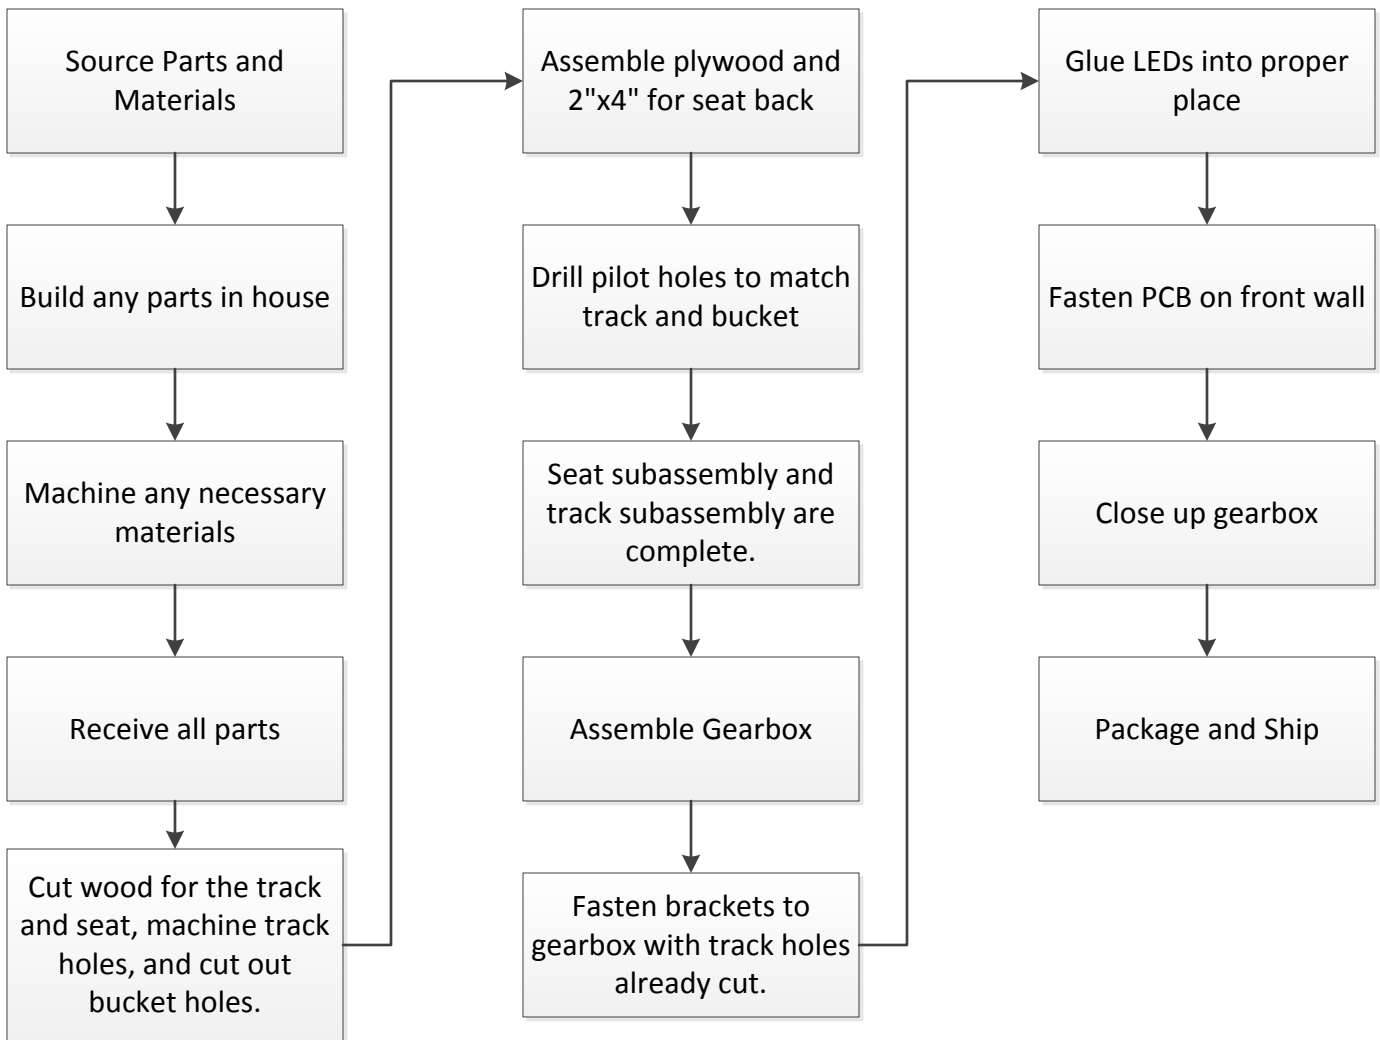 Source Parts and
Materials
Build any parts in house
Machine any necessary
materials
Receive all parts
Cut wood for the track
and seat, machine track
holes, and cut out
bucket holes.
Assemble plywood and
2"x4" for seat back
Drill pilot holes to match
track and bucket
Seat subassembly and
track subassembly are
complete.
Assemble Gearbox
Fasten brackets to
gearbox with track holes
already cut.
Glue LEDs into proper
place
Fasten PCB on front wall
Close up gearbox
Package and Ship